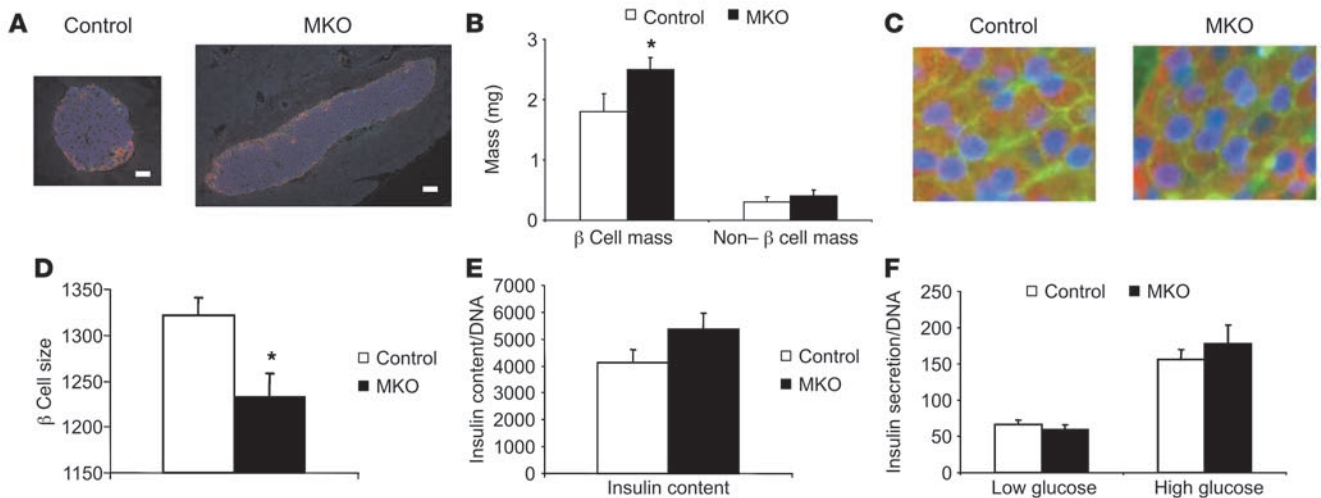 A
Control
MKO
B
Control
MKO
Mass (mg)
3
2
1
0
*
β Cell mass
Non– β cell mass
C
Control
MKO
D
β Cell size
1350
1300
1250
1200
1150
*
Control
MKO
E
Insulin content/DNA
7000
6000
5000
4000
3000
2000
1000
0
Control
MKO
Insulin content
F
Insulin secretion/DNA
250
200
150
100
50
0
Control
MKO
Low glucose
High glucose